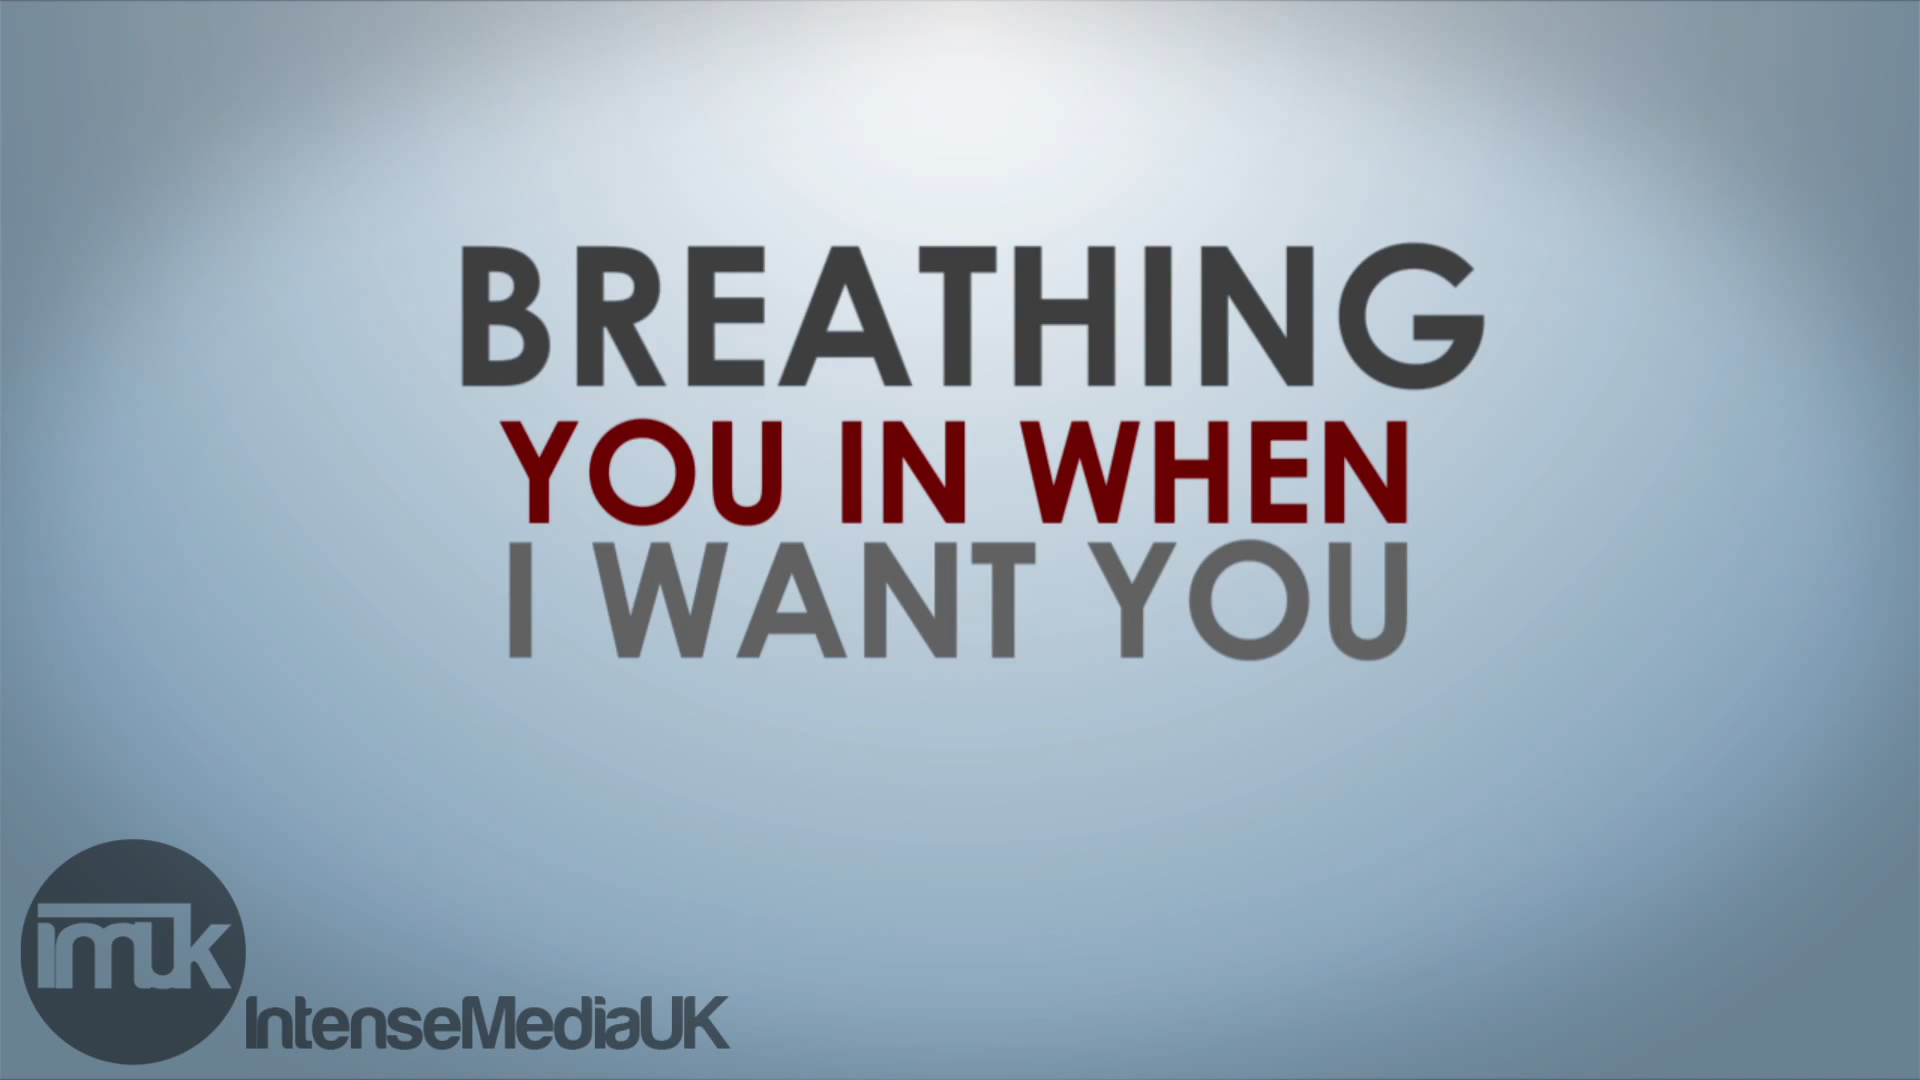 BREATHING
YOU IN WHEN
I WANT YOU
imuk
IntenseMediaUK